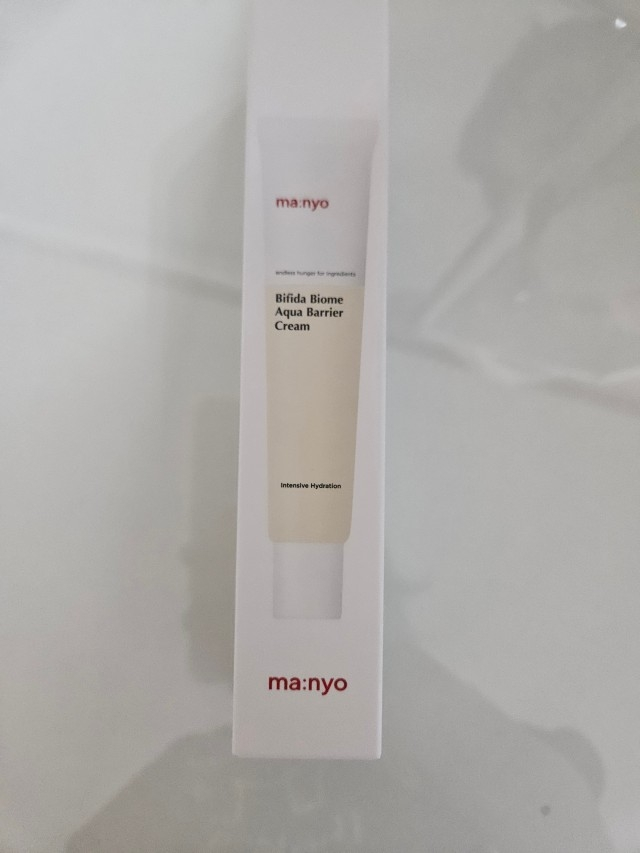 ma:nyo
endless hunger for ingredients
Bifida Biome
Aqua Barrier
Cream
Intensive Hydration
ma:nyo